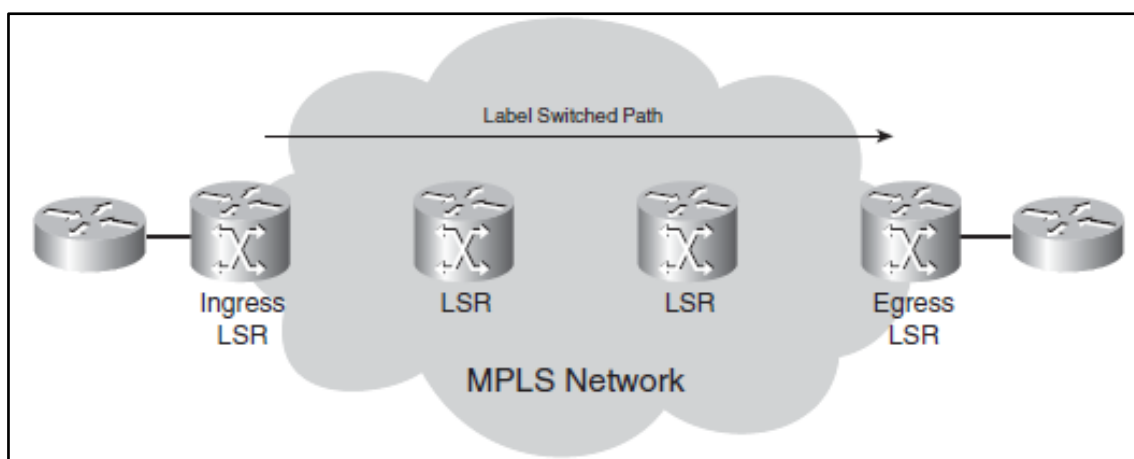 Label Switched Path
Ingress
LSR
LSR
LSR
Egress
LSR
MPLS Network